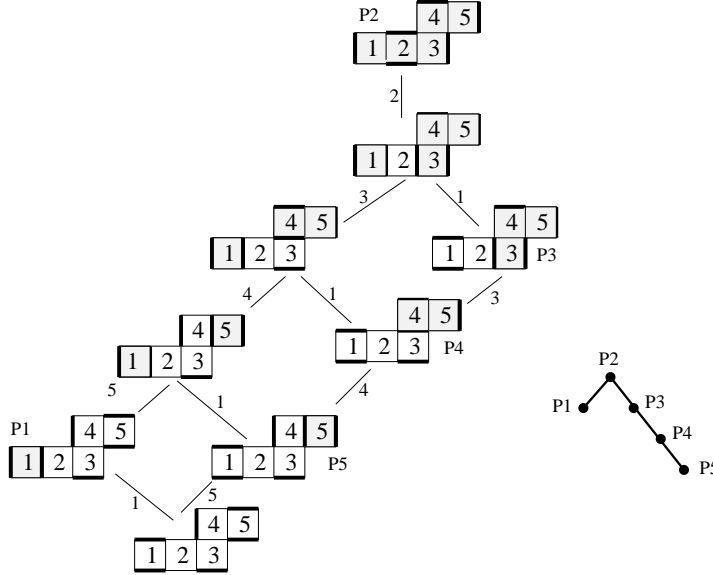 P2 4 5
1 2 3
2
4 5
1 2 3
3 1
4 5 4 5
1 2 3 1 2 3 P3
4 1 3
4 5 4 5
1 2 3 1 2 3 P4
P2
5 1 4
P1 P3
P1 4 5 4 5
P4
1 2 3 1 2 3 P5
P5
1 5
4 5
1 2 3